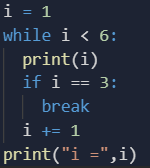 i = 1
while i < 6:
  print(i)
  if i == 3:
    break
  i += 1
print("i =",i)